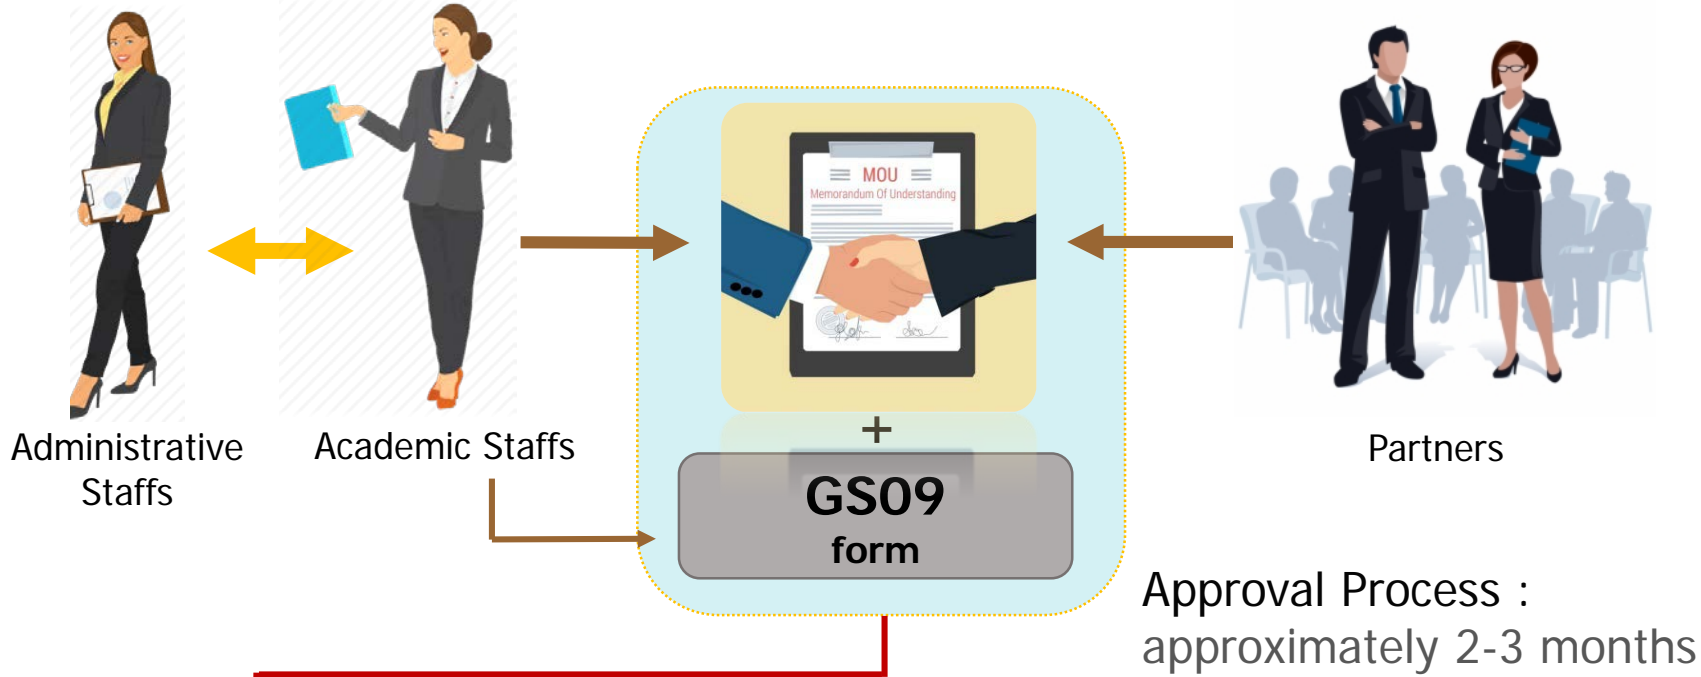 MOU
Memorandum Of Understanding
+
Administrative
Staffs
Academic Staffs
Partners
GS09
form
Approval Process :
approximately 2-3 months